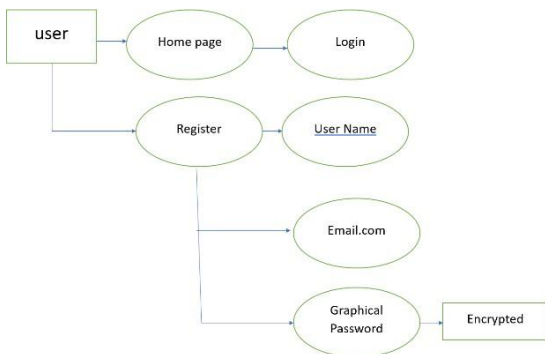 user
Home page
Login
Register
User Name
Email.com
Graphical
Password
Encrypted